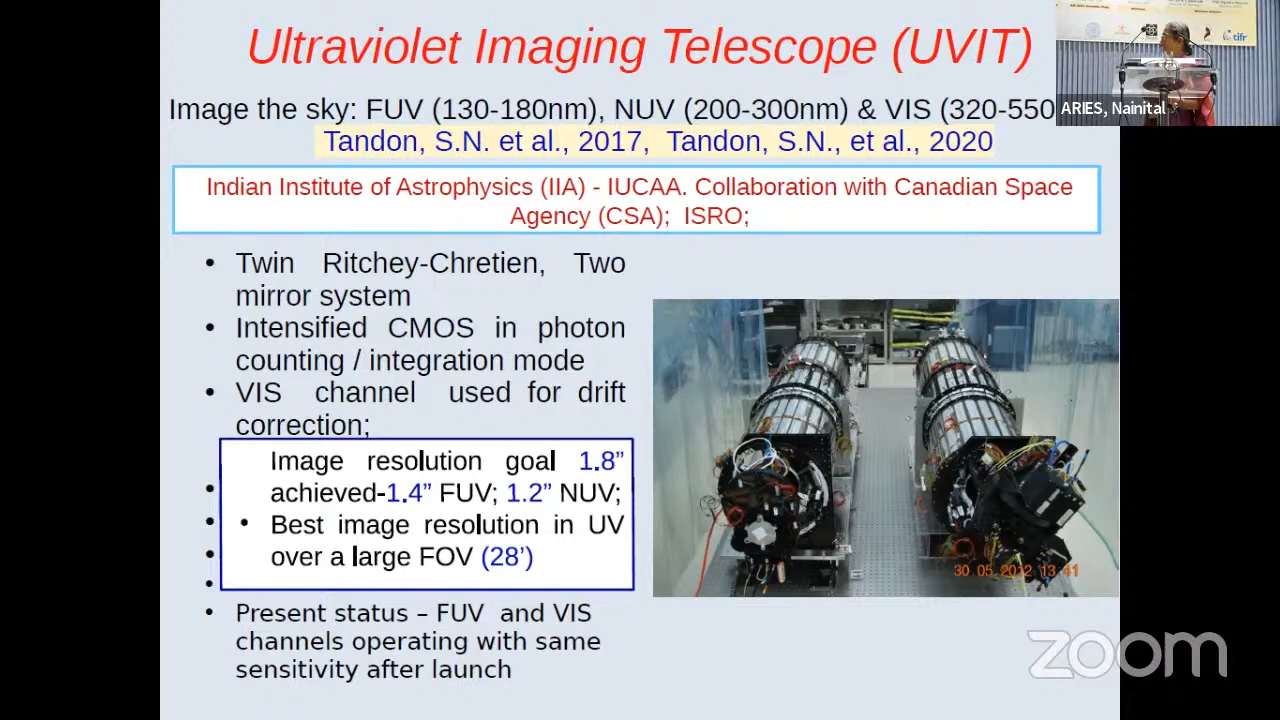 Ultraviolet Imaging Telescope (UVIT)
Image the sky: FUV (130-180nm), NUV (200-300nm) & VIS (320-550
Tandon, S.N. et al., 2017, Tandon, S.N., et al., 2020
Indian Institute of Astrophysics (IIA) - IUCAA. Collaboration with Canadian Space
Agency (CSA); ISRO;
• Twin Ritchey-Chretien, Two
mirror system
• Intensified CMOS in photon
counting / integration mode
• VIS channel used for drift
correction;
Image resolution goal 1.8”
achieved-1.4” FUV; 1.2” NUV;
• Best image resolution in UV
over a large FOV (28’)
• Present status – FUV and VIS
channels operating with same
sensitivity after launch
30 05 2012 13:41
ARIES, Nainital
tifr
zoom